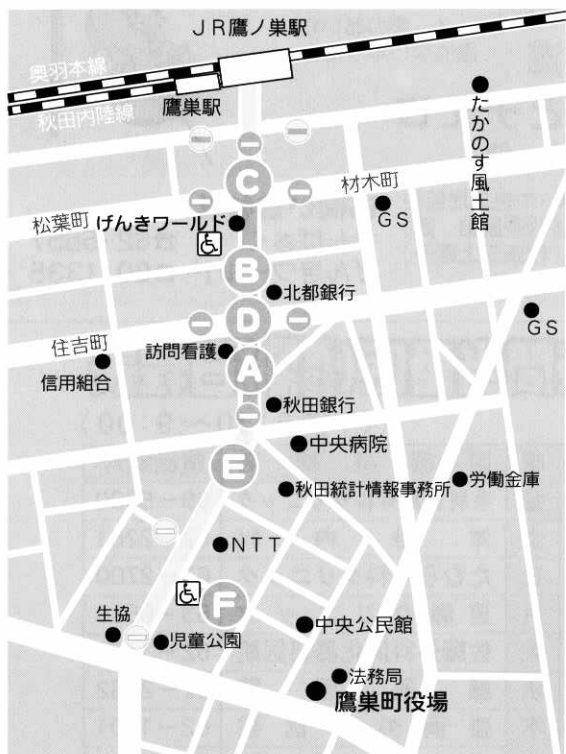 JR鷹ノ巣駅
奥羽本線
鷹巣駅
秋田内陸線
たかのす風土館
C
材木町
松葉町
げんきワールド
GS
B
北都銀行
D
GS
住吉町
訪問看護
A
信用組合
秋田銀行
中央病院
E
労働金庫
秋田統計情報事務所
NTT
F
生協
児童公園
中央公民館
法務局
鷹巣町役場